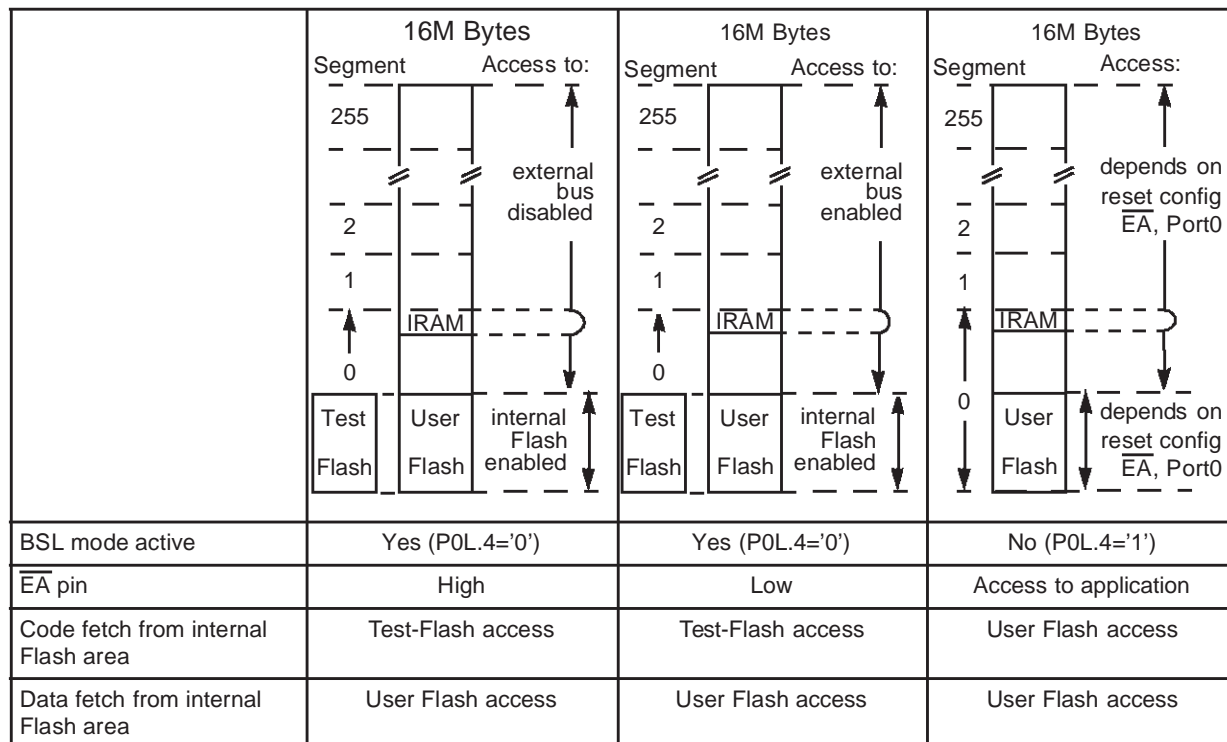 16M Bytes
Segment Access to:
255
external
bus
disabled
2
1
IRAM
0
Test User internal
Flash
Flash Flash enabled
16M Bytes
Segment Access to:
255
external
bus
enabled
2
1
IRAM
0
Test User internal
Flash
Flash Flash enabled
16M Bytes
Segment Access:
255
depends on
reset config
EA, Port0
2
1
IRAM
0
User depends on
reset config
Flash EA, Port0
BSL mode active Yes (P0L.4='0') Yes (P0L.4='0') No (P0L.4='1')
EA pin High Low Access to application
Code fetch from internal Test-Flash access Test-Flash access User Flash access
Flash area
Data fetch from internal User Flash access User Flash access User Flash access
Flash area